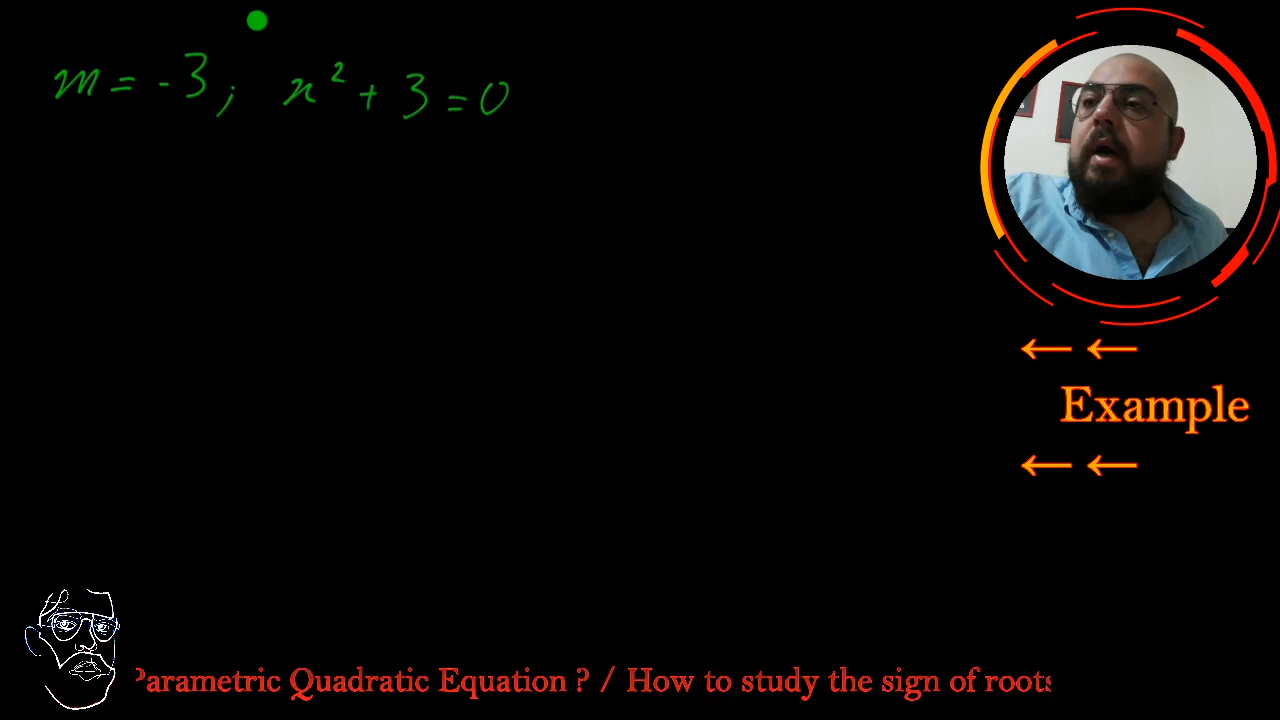 m = -3; x² + 3 = 0
Example
Parametric Quadratic Equation ? / How to study the sign of roots